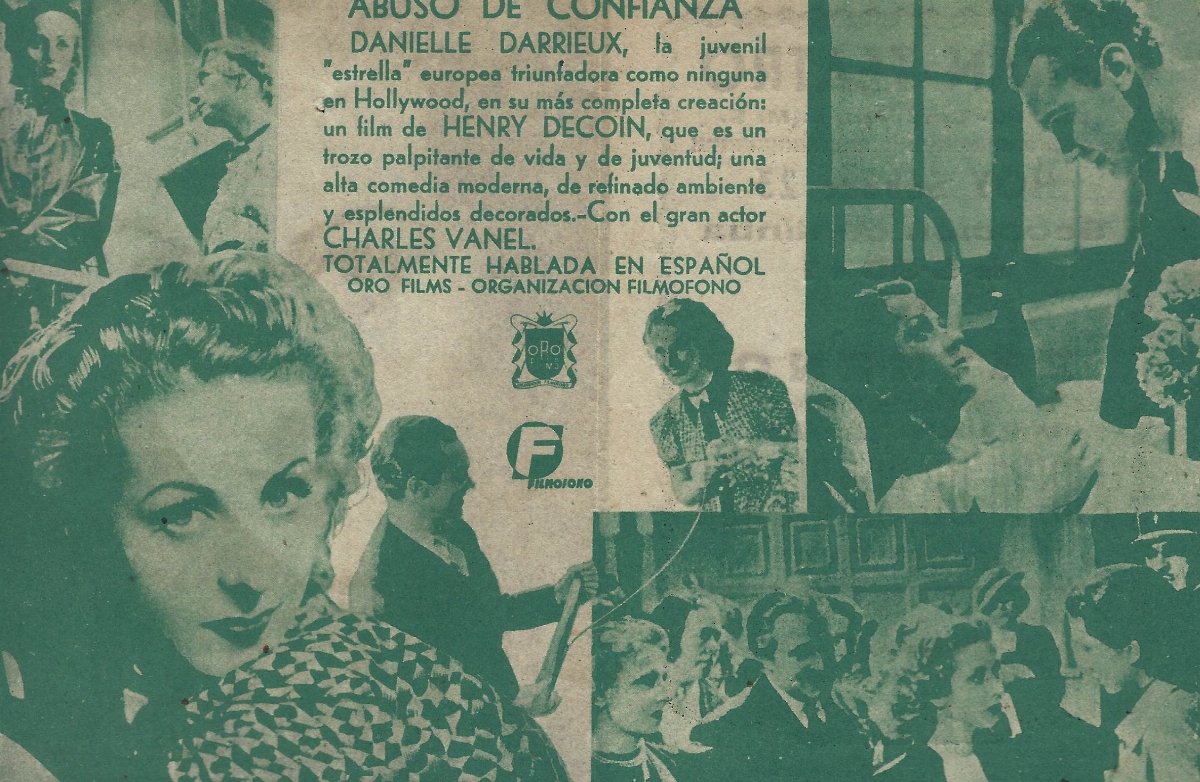 ABUSO DE CONFIANZA
DANIELLE DARRIEUX, la juvenil
"estrella" europea triunfadora como ninguna
en Hollywood, en su más completa creación:
un film de HENRY DECOIN, que es un
trozo palpitante de vida y de juventud; una
alta comedia moderna, de refinado ambiente
y esplendidos decorados.-Con el gran actor
CHARLES VANEL.
TOTALMENTE HABLADA EN ESPAÑOL
ORO FILMS - ORGANIZACION FILMOFONO
ORO
F
FILMOFONO